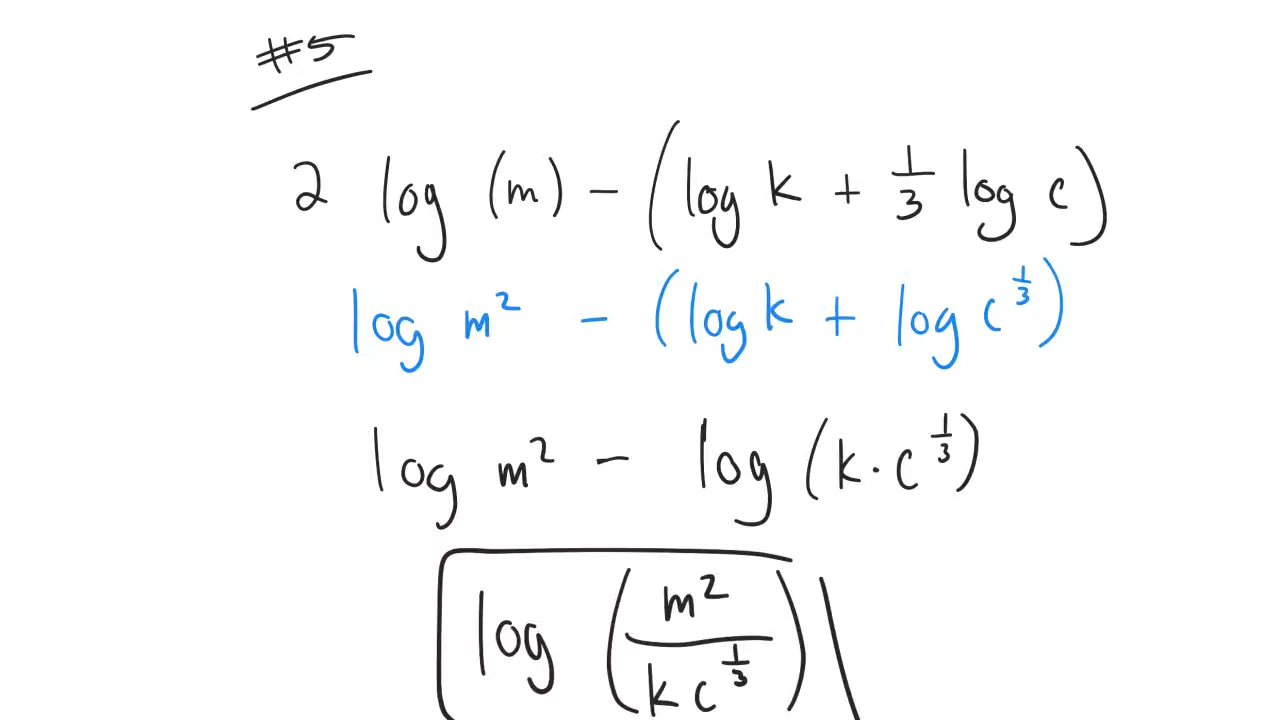 #5
2 log (m) - (log k + 1/3 log c)
log m² - (log k + log c^1/3)
log m² - log (k · c^1/3)
log (m² / k c^1/3)